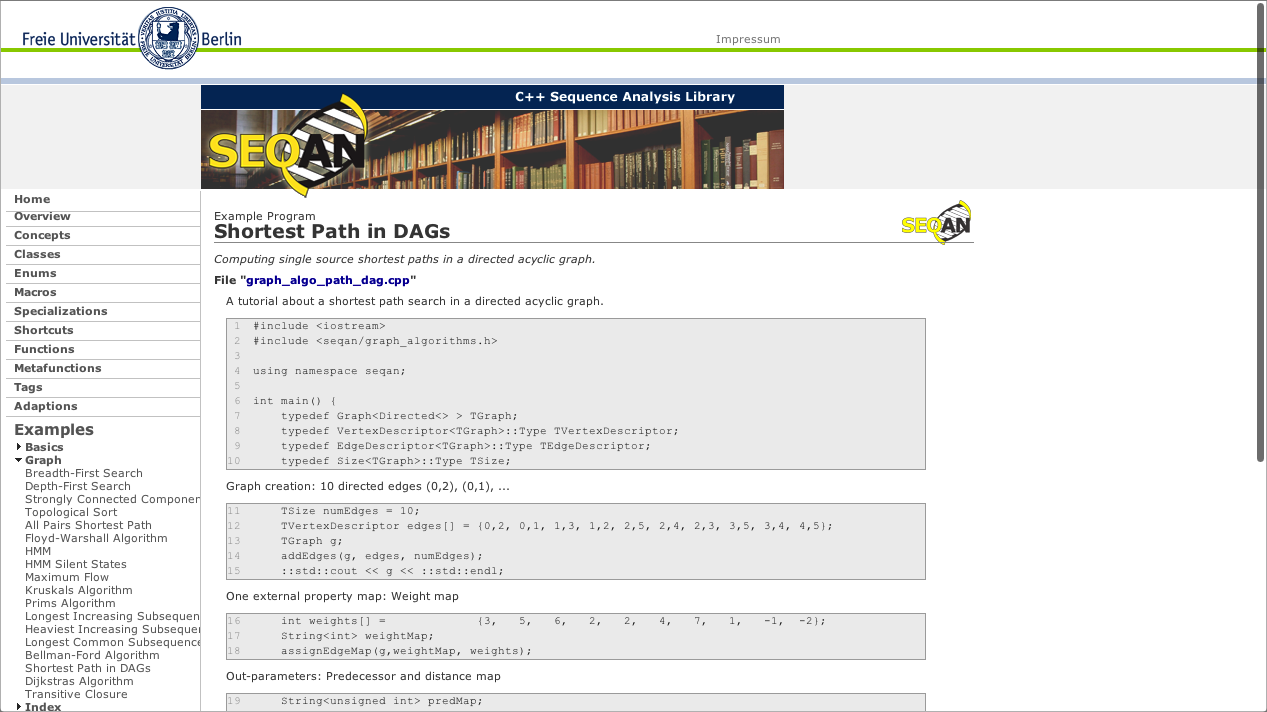 Freie Universität Berlin
Impressum
C++ Sequence Analysis Library
SEQAN
Home
Overview
Concepts
Classes
Enums
Macros
Specializations
Shortcuts
Functions
Metafunctions
Tags
Adaptions
Examples
Basics
Graph
Breadth-First Search
Depth-First Search
Strongly Connected Componen
Topological Sort
All Pairs Shortest Path
Floyd-Warshall Algorithm
HMM
HMM Silent States
Maximum Flow
Kruskals Algorithm
Prims Algorithm
Longest Increasing Subsequen
Heaviest Increasing Subsequen
Longest Common Subsequence
Bellman-Ford Algorithm
Shortest Path in DAGs
Dijkstras Algorithm
Transitive Closure
Index
Example Program
SEQAN
Shortest Path in DAGs
Computing single source shortest paths in a directed acyclic graph.
File "graph_algo_path_dag.cpp"
A tutorial about a shortest path search in a directed acyclic graph.
1 #include <iostream>
2 #include <seqan/graph_algorithms.h>
3
4 using namespace seqan;
5
6 int main() {
7     typedef Graph<Directed<> > TGraph;
8     typedef VertexDescriptor<TGraph>::Type TVertexDescriptor;
9     typedef EdgeDescriptor<TGraph>::Type TEdgeDescriptor;
10     typedef Size<TGraph>::Type TSize;
Graph creation: 10 directed edges (0,2), (0,1), ...
11     TSize numEdges = 10;
12     TVertexDescriptor edges[] = {0,2, 0,1, 1,3, 1,2, 2,5, 2,4, 2,3, 3,5, 3,4, 4,5};
13     TGraph g;
14     addEdges(g, edges, numEdges);
15     ::std::cout << g << ::std::endl;
One external property map: Weight map
16     int weights[] =             {3,   5,   6,   2,   2,   4,   7,   1,   -1, -2};
17     String<int> weightMap;
18     assignEdgeMap(g,weightMap, weights);
Out-parameters: Predecessor and distance map
19     String<unsigned int> predMap;